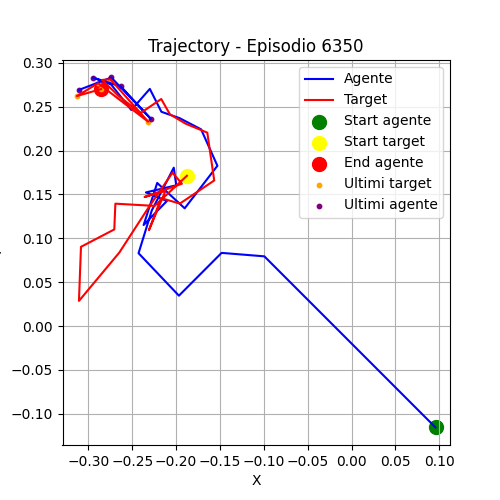 Trajectory - Episodio 6350
Agente
Target
Start agente
Start target
End agente
Ultimi target
Ultimi agente
0.30
0.25
0.20
0.15
0.10
0.05
0.00
−0.05
−0.10
−0.30 −0.25 −0.20 −0.15 −0.10 −0.05 0.00 0.05 0.10
X